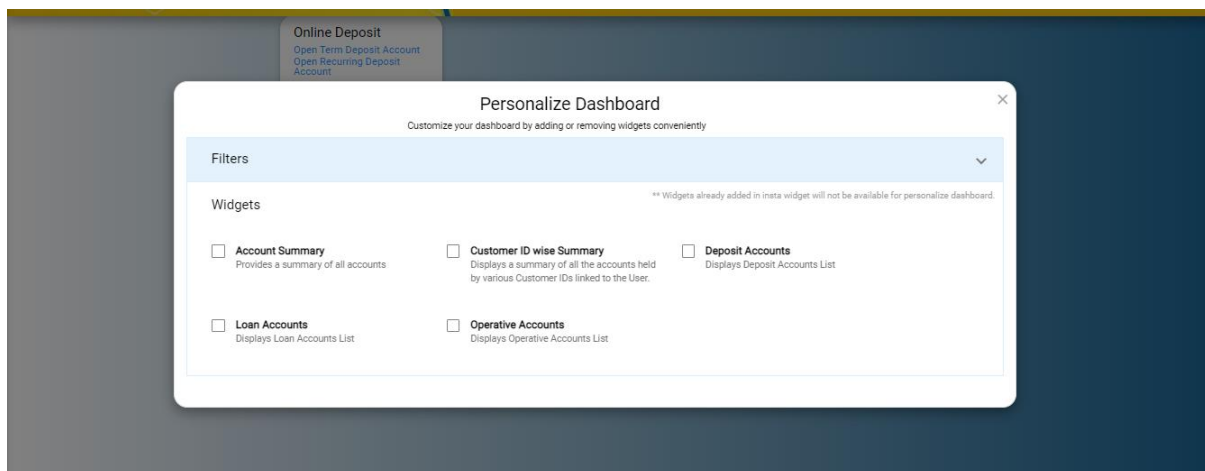 Online Deposit
Open Term Deposit Account
Open Recurring Deposit
Account
Personalize Dashboard
Customize your dashboard by adding or removing widgets conveniently
Filters
** Widgets already added in insta widget will not be available for personalize dashboard.
Widgets
Account Summary
Provides a summary of all accounts
Customer ID wise Summary
Displays a summary of all the accounts held
by various Customer IDs linked to the User.
Deposit Accounts
Displays Deposit Accounts List
Loan Accounts
Displays Loan Accounts List
Operative Accounts
Displays Operative Accounts List